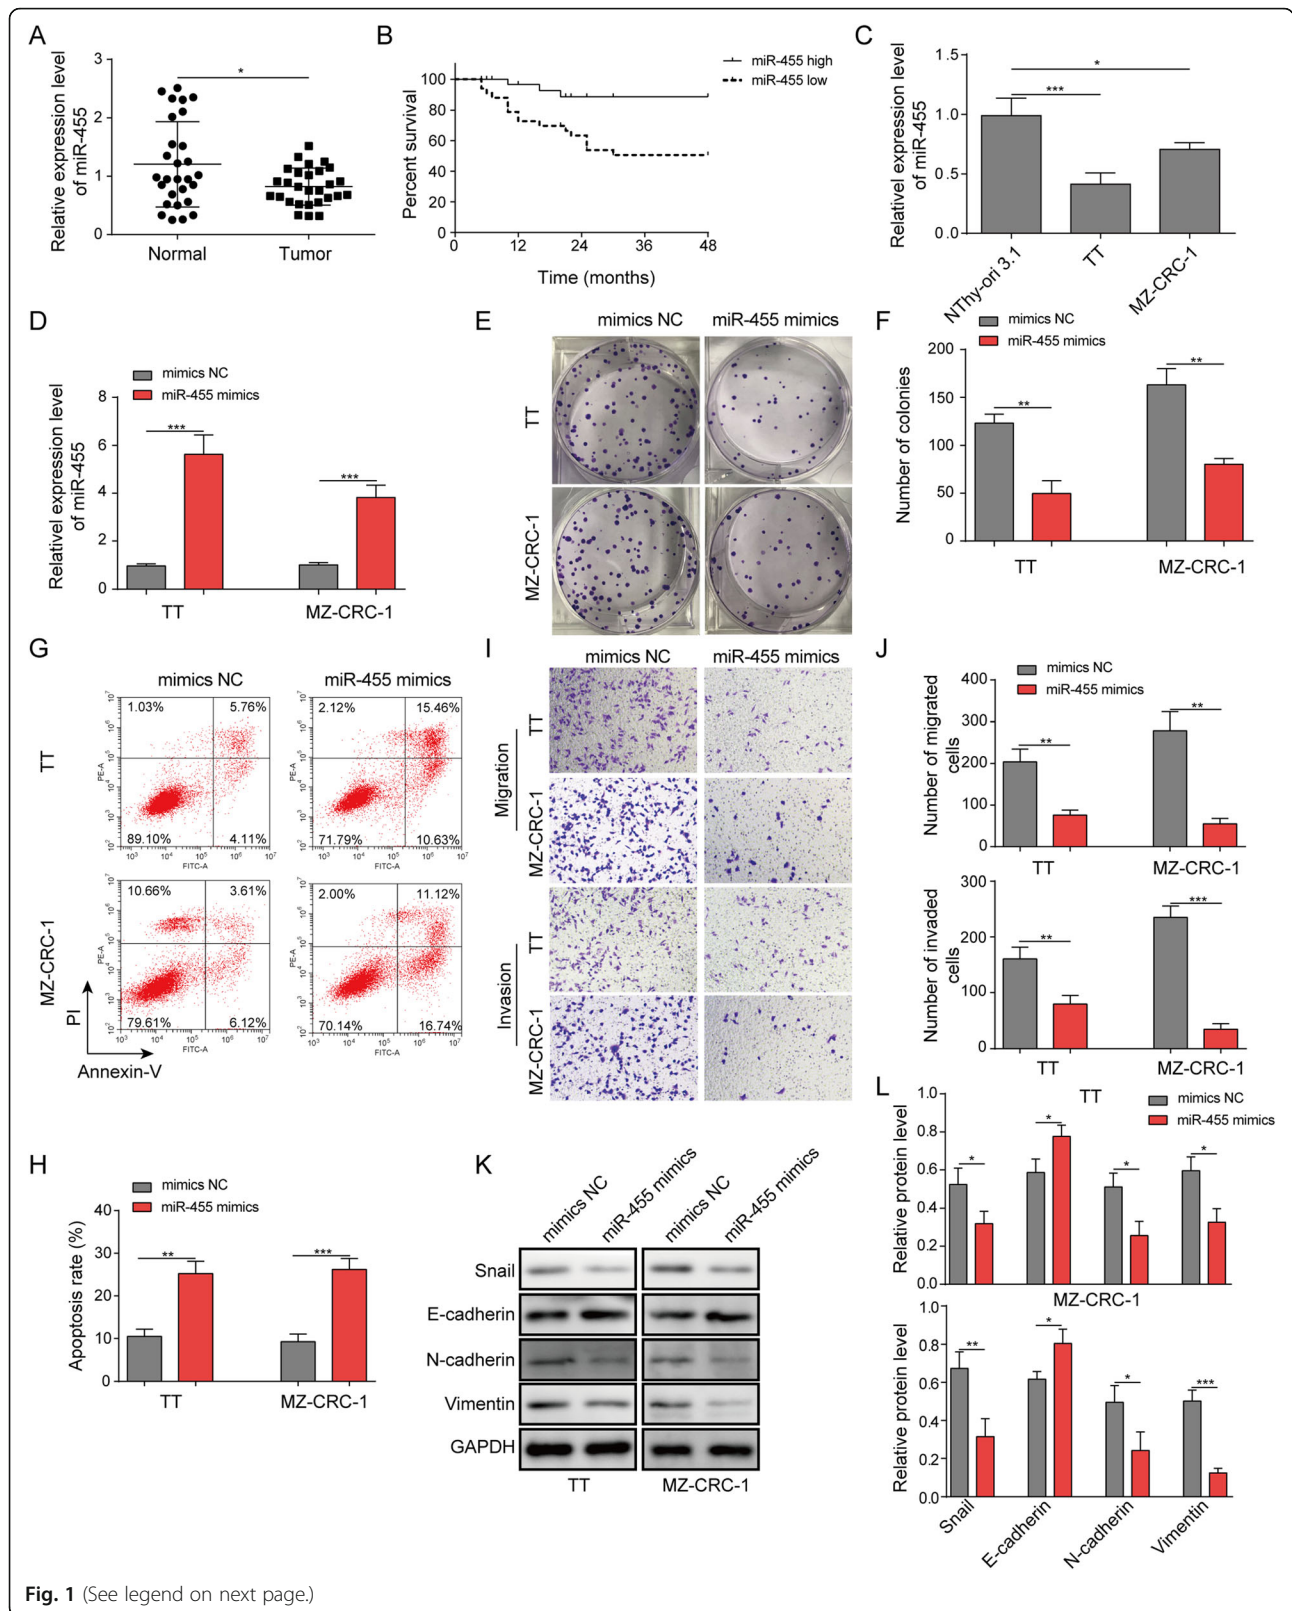 A
Relative expression level
of miR-455
3
2
1
0
*
Normal
Tumor
B
Percent survival
100
80
60
40
20
0
0
12
24
36
48
Time (months)
miR-455 high
miR-455 low
C
Relativel expression level
of miR-455
1.5
1.0
0.5
0.0
*
***
NThy-ori 3.1
TT
MZ-CRC-1
D
mimics NC
miR-455 mimics
Relativel expression level
of miR-455
8
6
4
2
0
***
***
TT
MZ-CRC-1
E
mimics NC
miR-455 mimics
TT
MZ-CRC-1
F
mimics NC
miR-455 mimics
Number of colonies
200
150
100
50
0
**
**
TT
MZ-CRC-1
G
mimics NC
miR-455 mimics
TT
1.03%
5.76%
89.10%
4.11%
PE-A
FITC-A
2.12%
15.46%
71.79%
10.63%
PE-A
FITC-A
MZ-CRC-1
10.66%
3.61%
79.61%
6.12%
PE-A
FITC-A
2.00%
11.12%
70.14%
16.74%
PE-A
FITC-A
PI
Annexin-V
H
mimics NC
miR-455 mimics
Apoptosis rate (%)
40
30
20
10
0
**
***
TT
MZ-CRC-1
I
mimics NC
miR-455 mimics
Migration
TT
MZ-CRC-1
Invasion
TT
MZ-CRC-1
J
mimics NC
miR-455 mimics
Number of migrated
cells
400
300
200
100
0
**
**
TT
MZ-CRC-1
Number of invaded
cells
300
200
100
0
**
***
TT
MZ-CRC-1
K
mimics NC
miR-455 mimics
mimics NC
miR-455 mimics
Snail
E-cadherin
N-cadherin
Vimentin
GAPDH
TT
MZ-CRC-1
L
TT
mimics NC
miR-455 mimics
Relative protein level
1.0
0.8
0.6
0.4
0.2
0.0
*
*
*
*
MZ-CRC-1
Relative protein level
1.0
0.8
0.6
0.4
0.2
0.0
**
*
*
***
Snail
E-cadherin
N-cadherin
Vimentin
Fig. 1 (See legend on next page.)